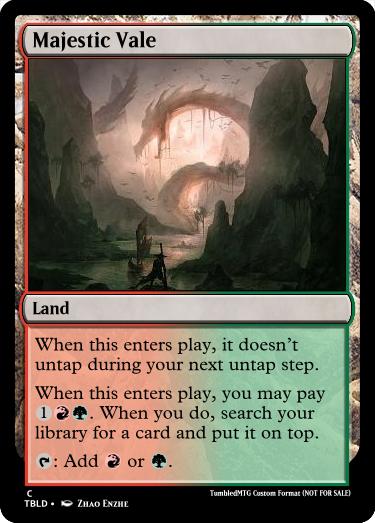 Majestic Vale
Land
When this enters play, it doesn't
untap during your next untap step.
When this enters play, you may pay
1. When you do, search your
library for a card and put it on top.
: Add or .
C
TBLD • Zhao Enzhe
TumbledMTG Custom Format (NOT FOR SALE)